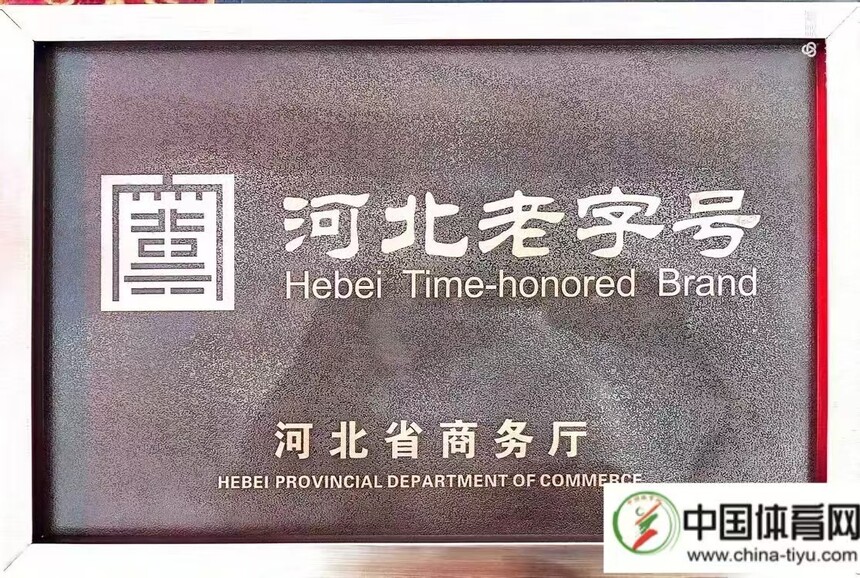 河北老字号
Hebei Time-honored Brand
河北省商务厅
HEBEI PROVINCIAL DEPARTMENT OF COMMERCE
中国体育网
www.china-tiyu.com